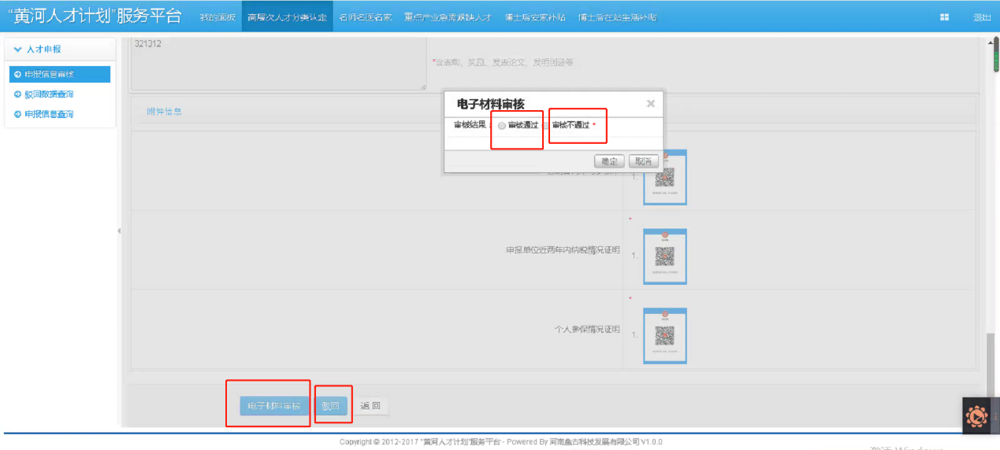 “黄河人才计划”服务平台 我的面板 高层次人才分类认定 名师名医名家 重点产业急需紧缺人才 博士后安家补贴 博士后在站生活补贴 退出
人才申报
申报信息审核
驳回数据查询
申报信息查询
321312
*含表彰、奖励、发表论文、发明创造等
附件信息
电子材料审核 ×
审核结果: 审核通过 审核不通过 *
确定 取消
1.
*
申报单位近两年内纳税情况证明 1.
*
个人参保情况证明 1.
电子材料审核 驳回 返回
Copyright © 2012-2017 “黄河人才计划”服务平台 - Powered By 河南盘古科技发展有限公司 V1.0.0
激活 Windows